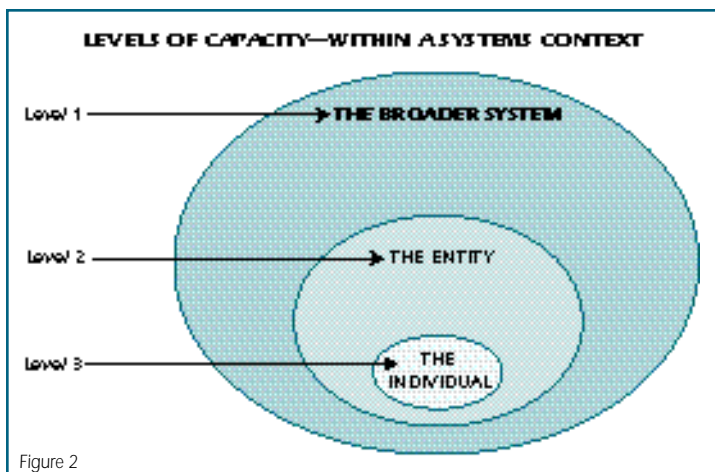 LEVELS OF CAPACITY—WITHIN A SYSTEMS CONTEXT
Level 1
THE BROADER SYSTEM
Level 2
THE ENTITY
Level 3
THE
INDIVIDUAL
Figure 2